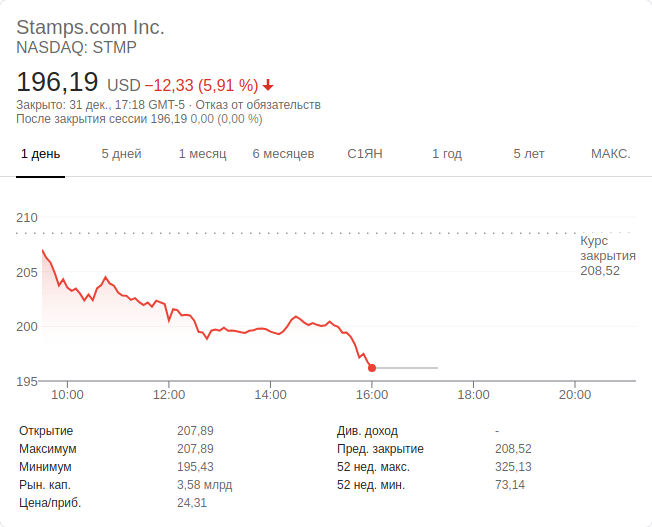 Stamps.com Inc.
NASDAQ: STMP
196,19 USD −12,33 (5,91 %)
Закрыто: 31 дек., 17:18 GMT-5 · Отказ от обязательств
После закрытия сессии 196,19 0,00 (0,00 %)
1 день 5 дней 1 месяц 6 месяцев С1ЯН 1 год 5 лет МАКС.
210
Курс
закрытия
208,52
205
200
195
10:00 12:00 14:00 16:00 18:00 20:00
Открытие 207,89 Див. доход -
Максимум 207,89 Пред. закрытие 208,52
Минимум 195,43 52 нед. макс. 325,13
Рын. кап. 3,58 млрд 52 нед. мин. 73,14
Цена/приб. 24,31